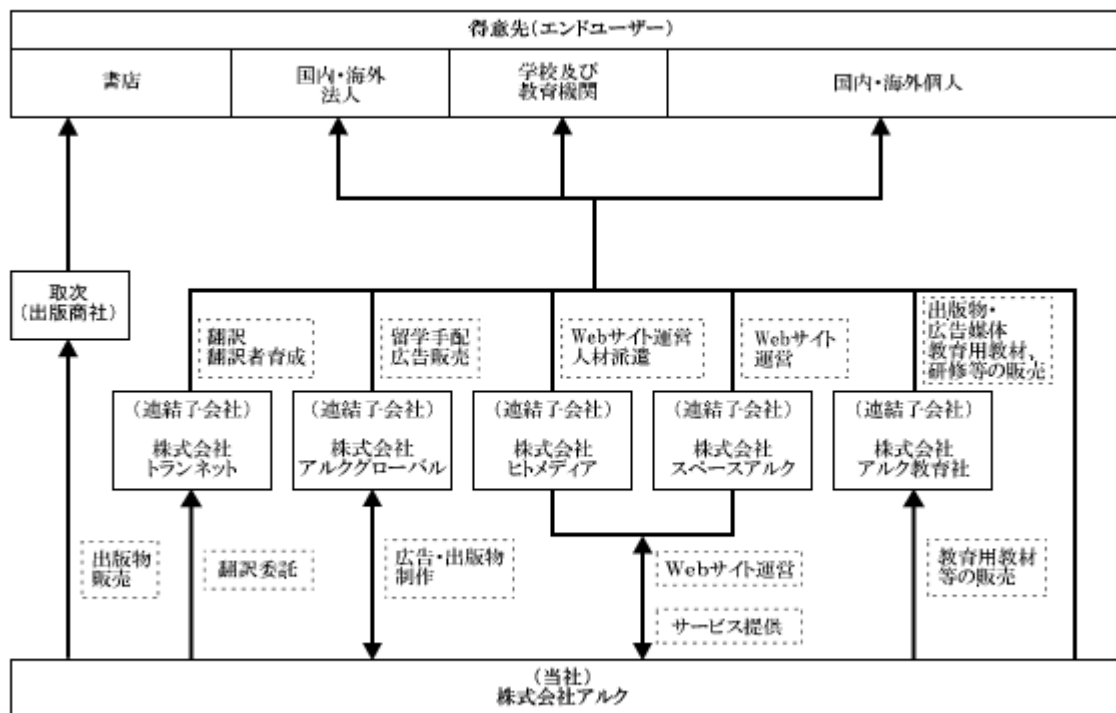 得意先(エンドユーザー)
書店
国内・海外
法人
学校及び
教育機関
国内・海外個人
取次
(出版商社)
翻訳
翻訳者育成
留学手配
広告販売
Webサイト運営
人材派遣
Webサイト
運営
出版物・
広告媒体
教育用教材、
研修等の販売
(連結子会社)
株式会社
トランネット
(連結子会社)
株式会社
アルクグローバル
(連結子会社)
株式会社
ヒトメディア
(連結子会社)
株式会社
スペースアルク
(連結子会社)
株式会社
アルク教育社
出版物
販売
翻訳委託
広告・出版物
制作
Webサイト運営
サービス提供
教育用教材
等の販売
(当社)
株式会社アルク